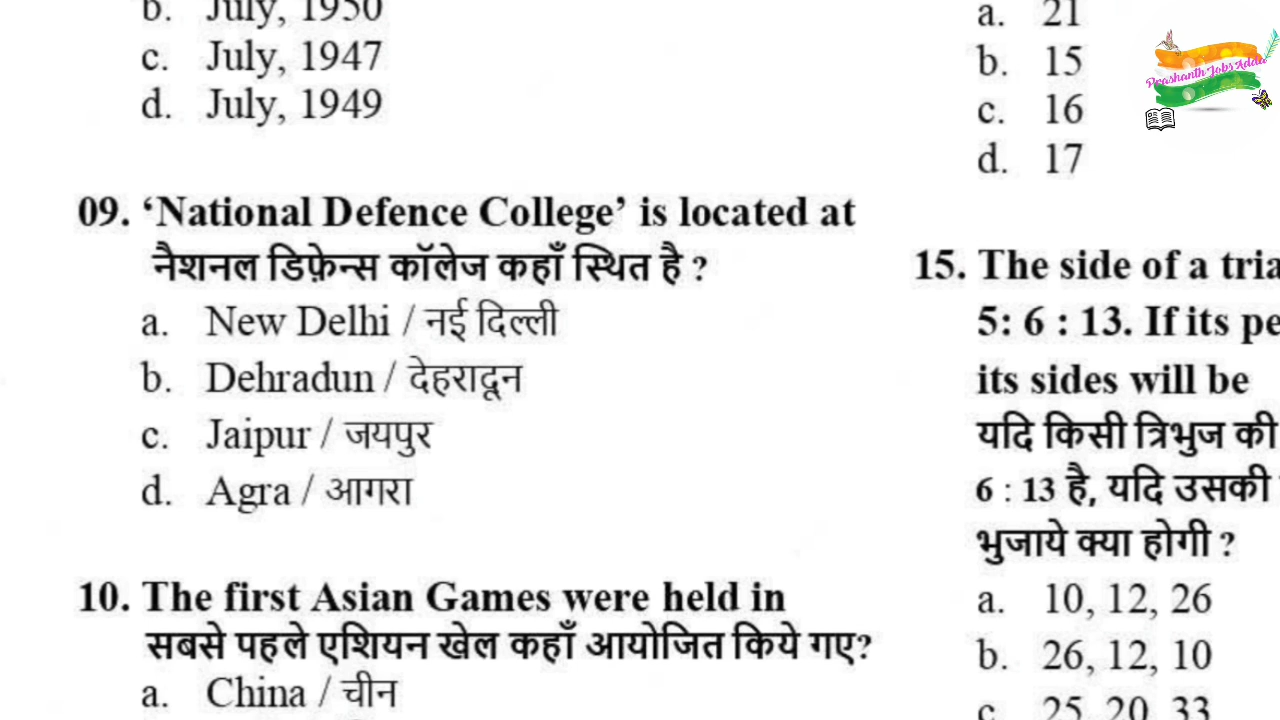 b. July, 1950
c. July, 1947
d. July, 1949
09. ‘National Defence College’ is located at
नैशनल डिफ़ेन्स कॉलेज कहाँ स्थित है ?
a. New Delhi / नई दिल्ली
b. Dehradun / देहरादून
c. Jaipur / जयपुर
d. Agra / आगरा
10. The first Asian Games were held in
सबसे पहले एशियन खेल कहाँ आयोजित किये गए?
a. China / चीन
a. 21
b. 15
c. 16
d. 17
15. The side of a tria
5: 6 : 13. If its pe
its sides will be
यदि किसी त्रिभुज की
6 : 13 है, यदि उसकी
भुजाये क्या होगी ?
a. 10, 12, 26
b. 26, 12, 10
c. 25, 20, 33
Prashanth Jobs Adda